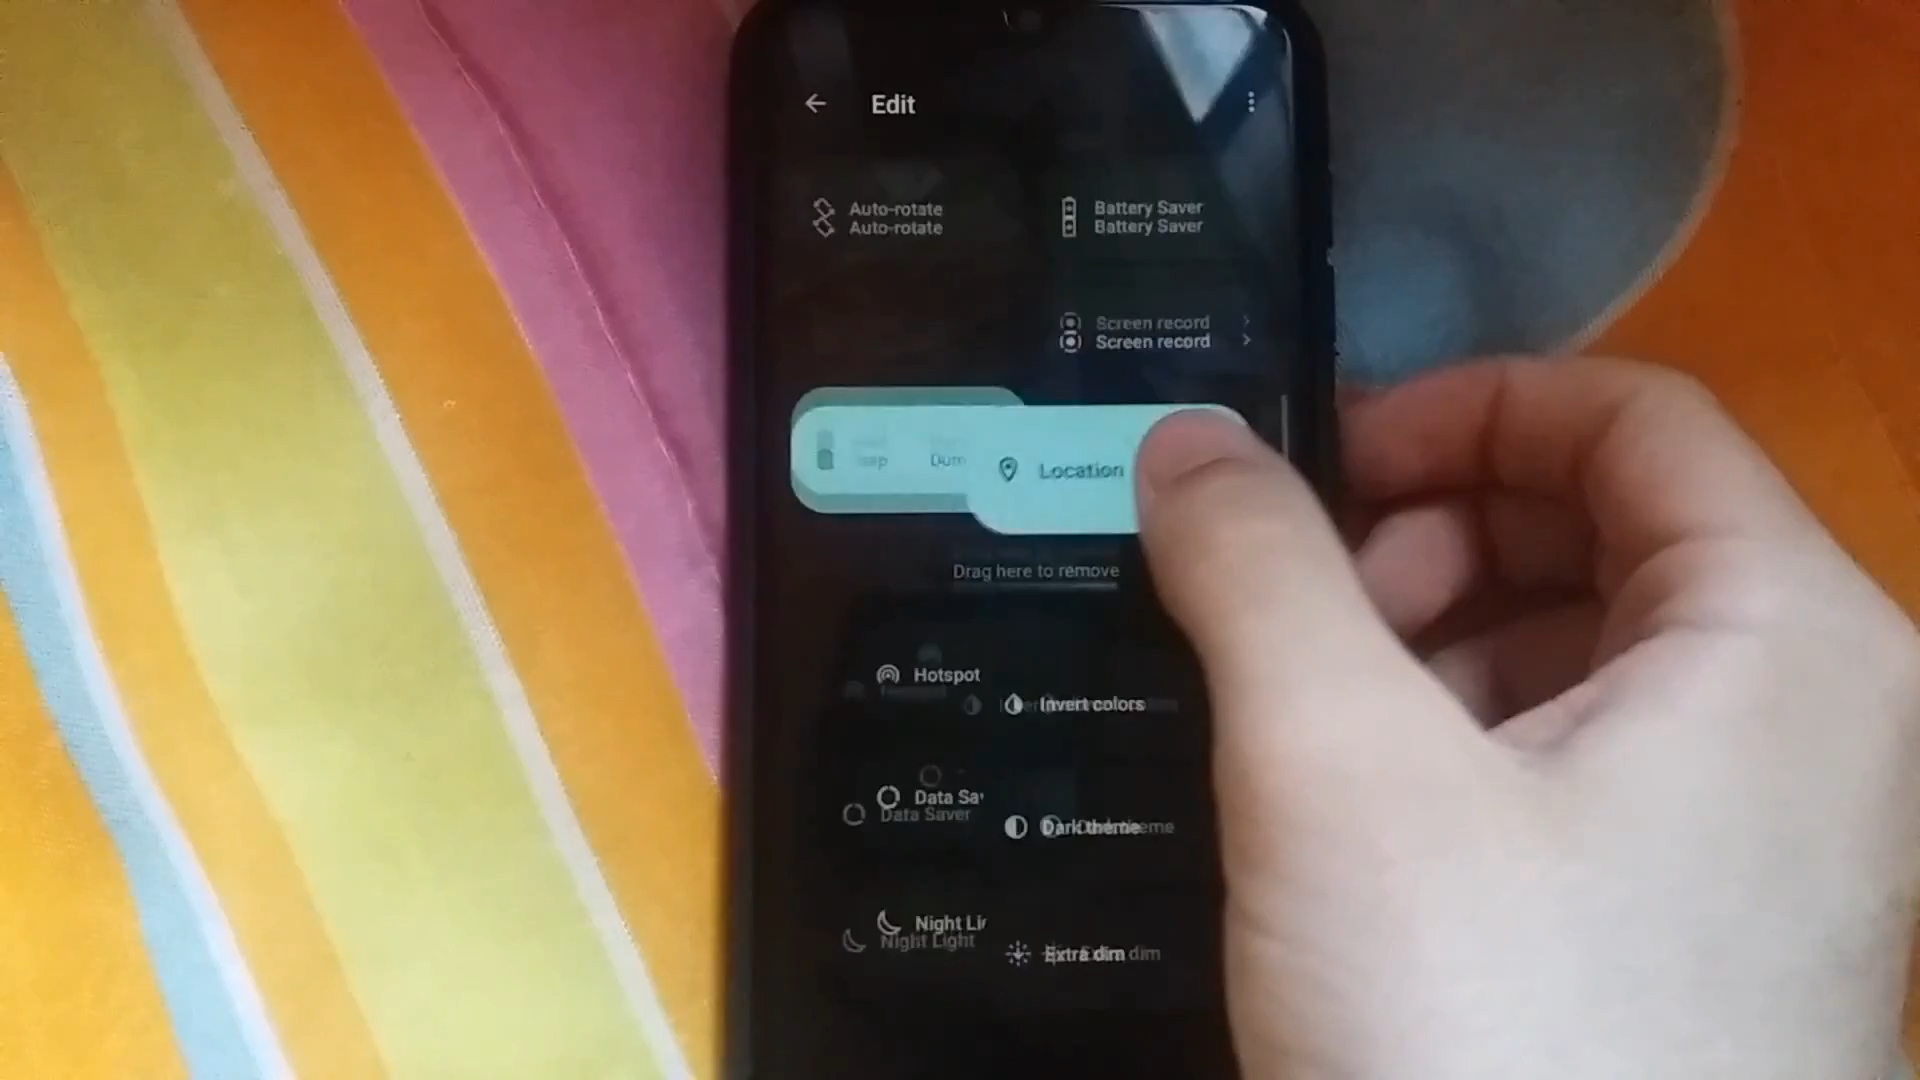 Edit
Auto-rotate
Auto-rotate
Battery Saver
Battery Saver
Screen record
Screen record
Location
Drag here to remove
Hotspot
Invert colors
Data Sa
Data Saver
Dark theme
Night Li
Night Light
Extra dim